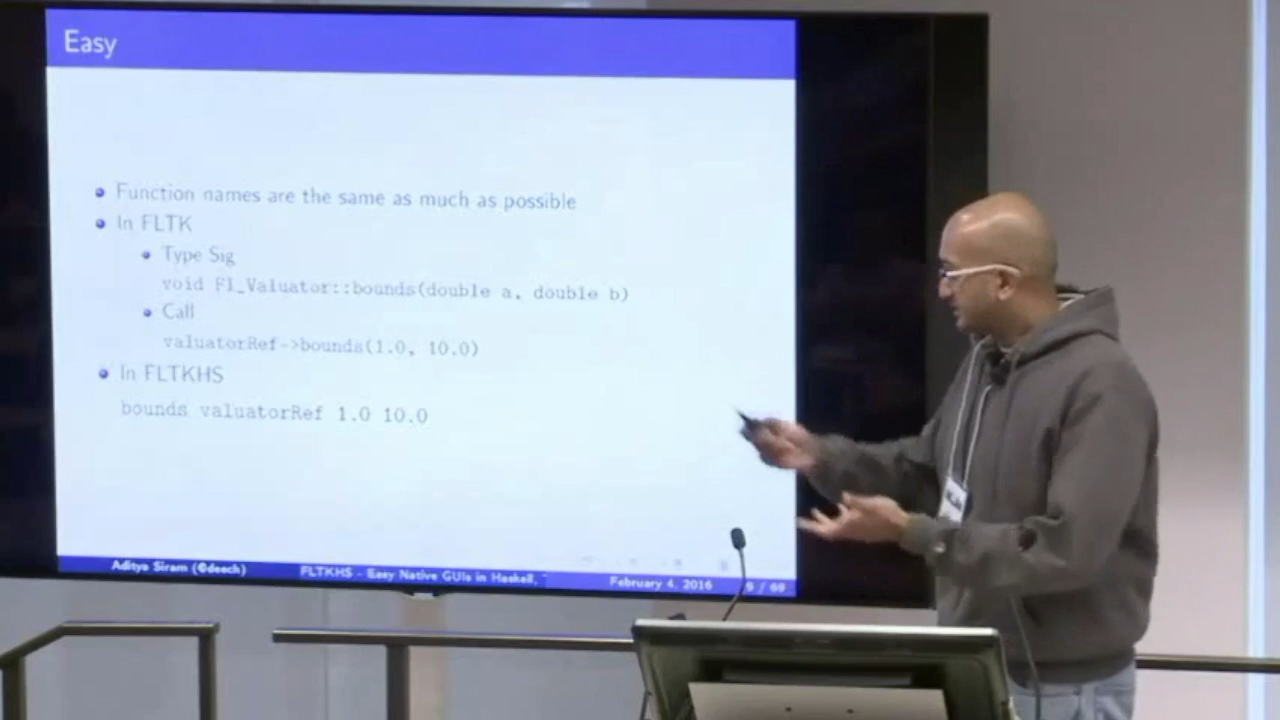 Easy
Function names are the same as much as possible
In FLTK
Type Sig
void Fl_Valuator::bounds(double a, double b)
Call
valuatorRef->bounds(1.0, 10.0)
In FLTKHS
bounds valuatorRef 1.0 10.0
Aditya Siram (@deech) FLTKHS - Easy Native GUIs in Haskell, February 4, 2016 9 / 69